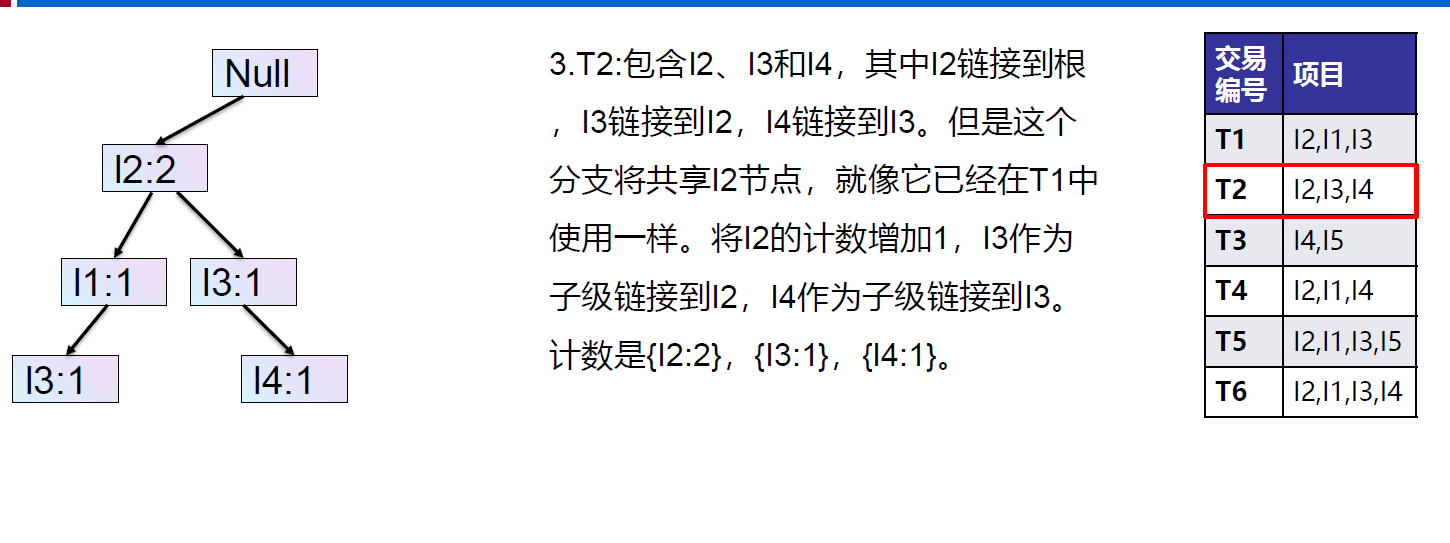 Null
I2:2
I1:1
I3:1
I3:1
I4:1
3.T2:包含I2、I3和I4，其中I2链接到根
，I3链接到I2，I4链接到I3。但是这个
分支将共享I2节点，就像它已经在T1中
使用一样。将I2的计数增加1，I3作为
子级链接到I2，I4作为子级链接到I3。
计数是{I2:2}，{I3:1}，{I4:1}。
交易编号 项目
T1 I2,I1,I3
T2 I2,I3,I4
T3 I4,I5
T4 I2,I1,I4
T5 I2,I1,I3,I5
T6 I2,I1,I3,I4